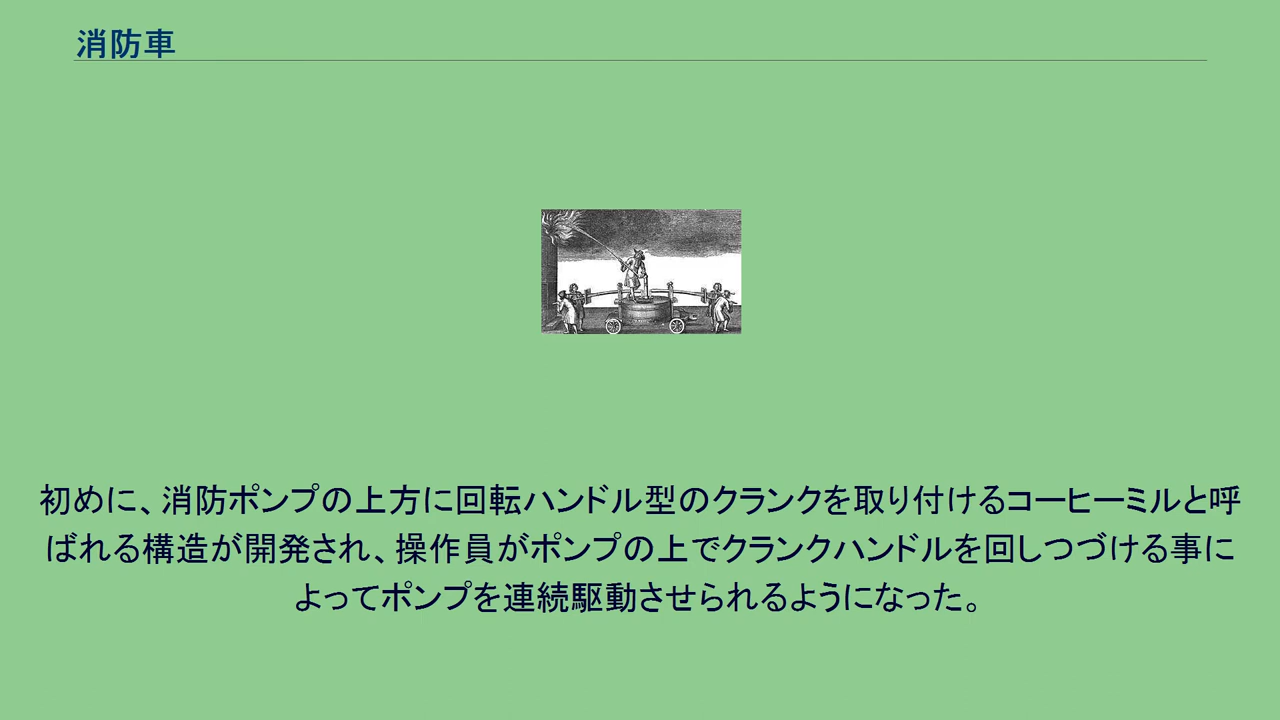 消防車
初めに、消防ポンプの上方に回転ハンドル型のクランクを取り付けるコーヒーミルと呼
ばれる構造が開発され、操作員がポンプの上でクランクハンドルを回しつづける事に
よってポンプを連続駆動させられるようになった。